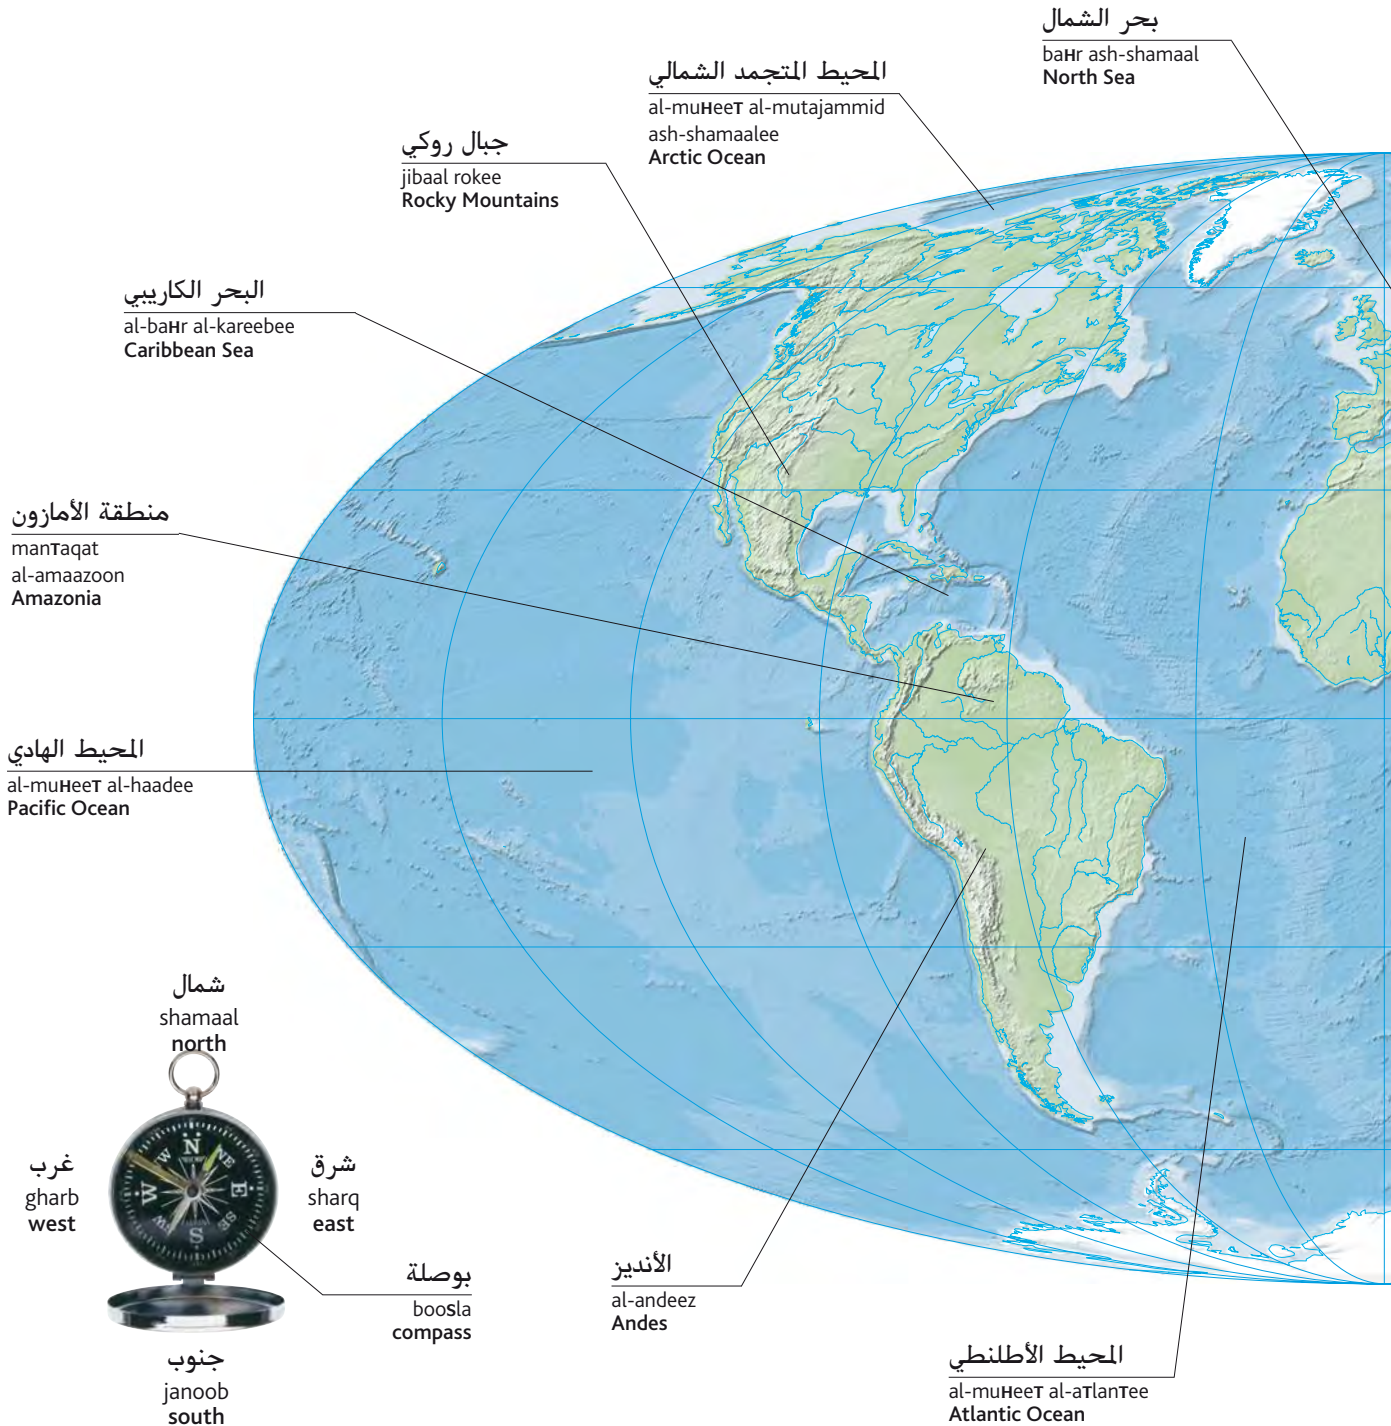 بحر الشمال
baHr ash-shamaal
North Sea
المحيط المتجمد الشمالي
al-muHeeT al-mutajammid
ash-shamaalee
Arctic Ocean
جبال روكي
jibaal rokee
Rocky Mountains
البحر الكاريبي
al-baHr al-kareebee
Caribbean Sea
منطقة الأمازون
manTaqat
al-amaazoon
Amazonia
المحيط الهادي
al-muHeeT al-haadee
Pacific Ocean
شمال
shamaal
north
غرب
gharb
west
N
NE
E
SE
S
W
شرق
sharq
east
بوصلة
boosla
compass
جنوب
janoob
south
الأنديز
al-andeez
Andes
المحيط الأطلنطي
al-muHeeT al-aTlanTee
Atlantic Ocean